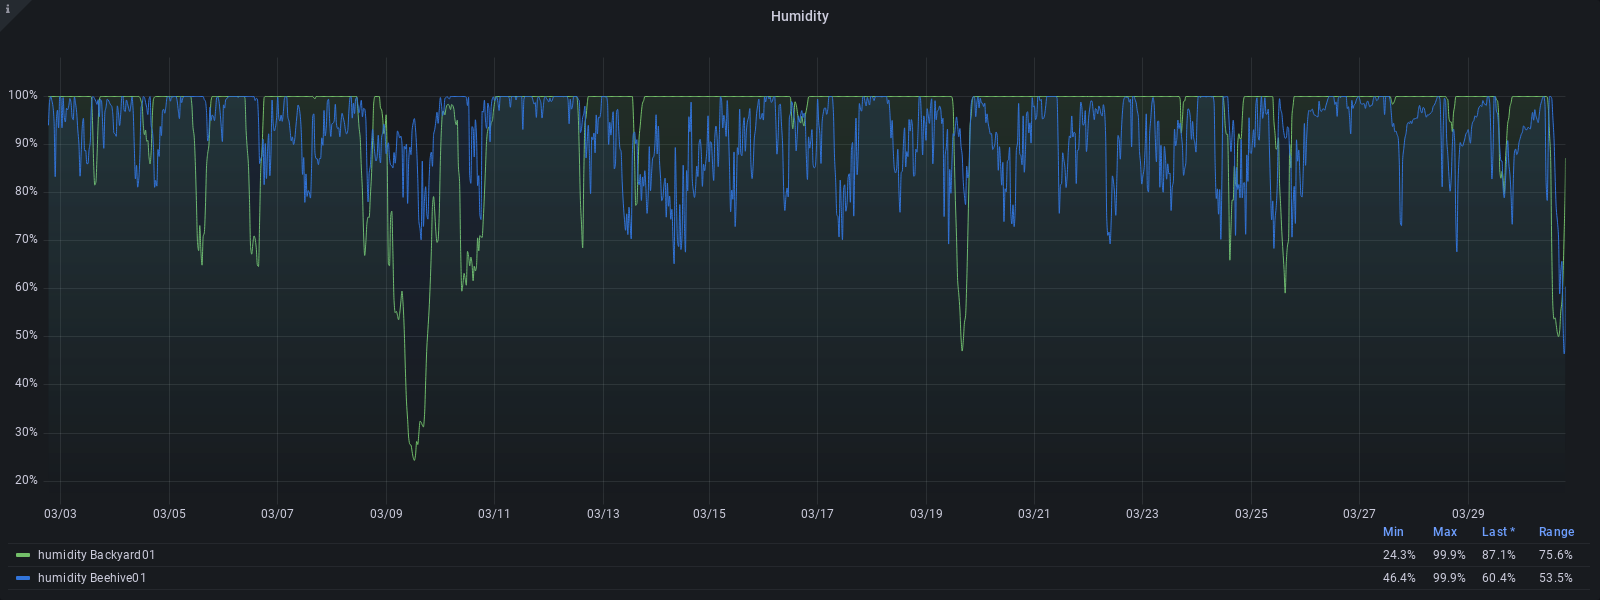 i
Humidity
100%
90%
80%
70%
60%
50%
40%
30%
20%
03/03 03/05 03/07 03/09 03/11 03/13 03/15 03/17 03/19 03/21 03/23 03/25 03/27 03/29
Min Max Last * Range
humidity Backyard01 24.3% 99.9% 87.1% 75.6%
humidity Beehive01 46.4% 99.9% 60.4% 53.5%